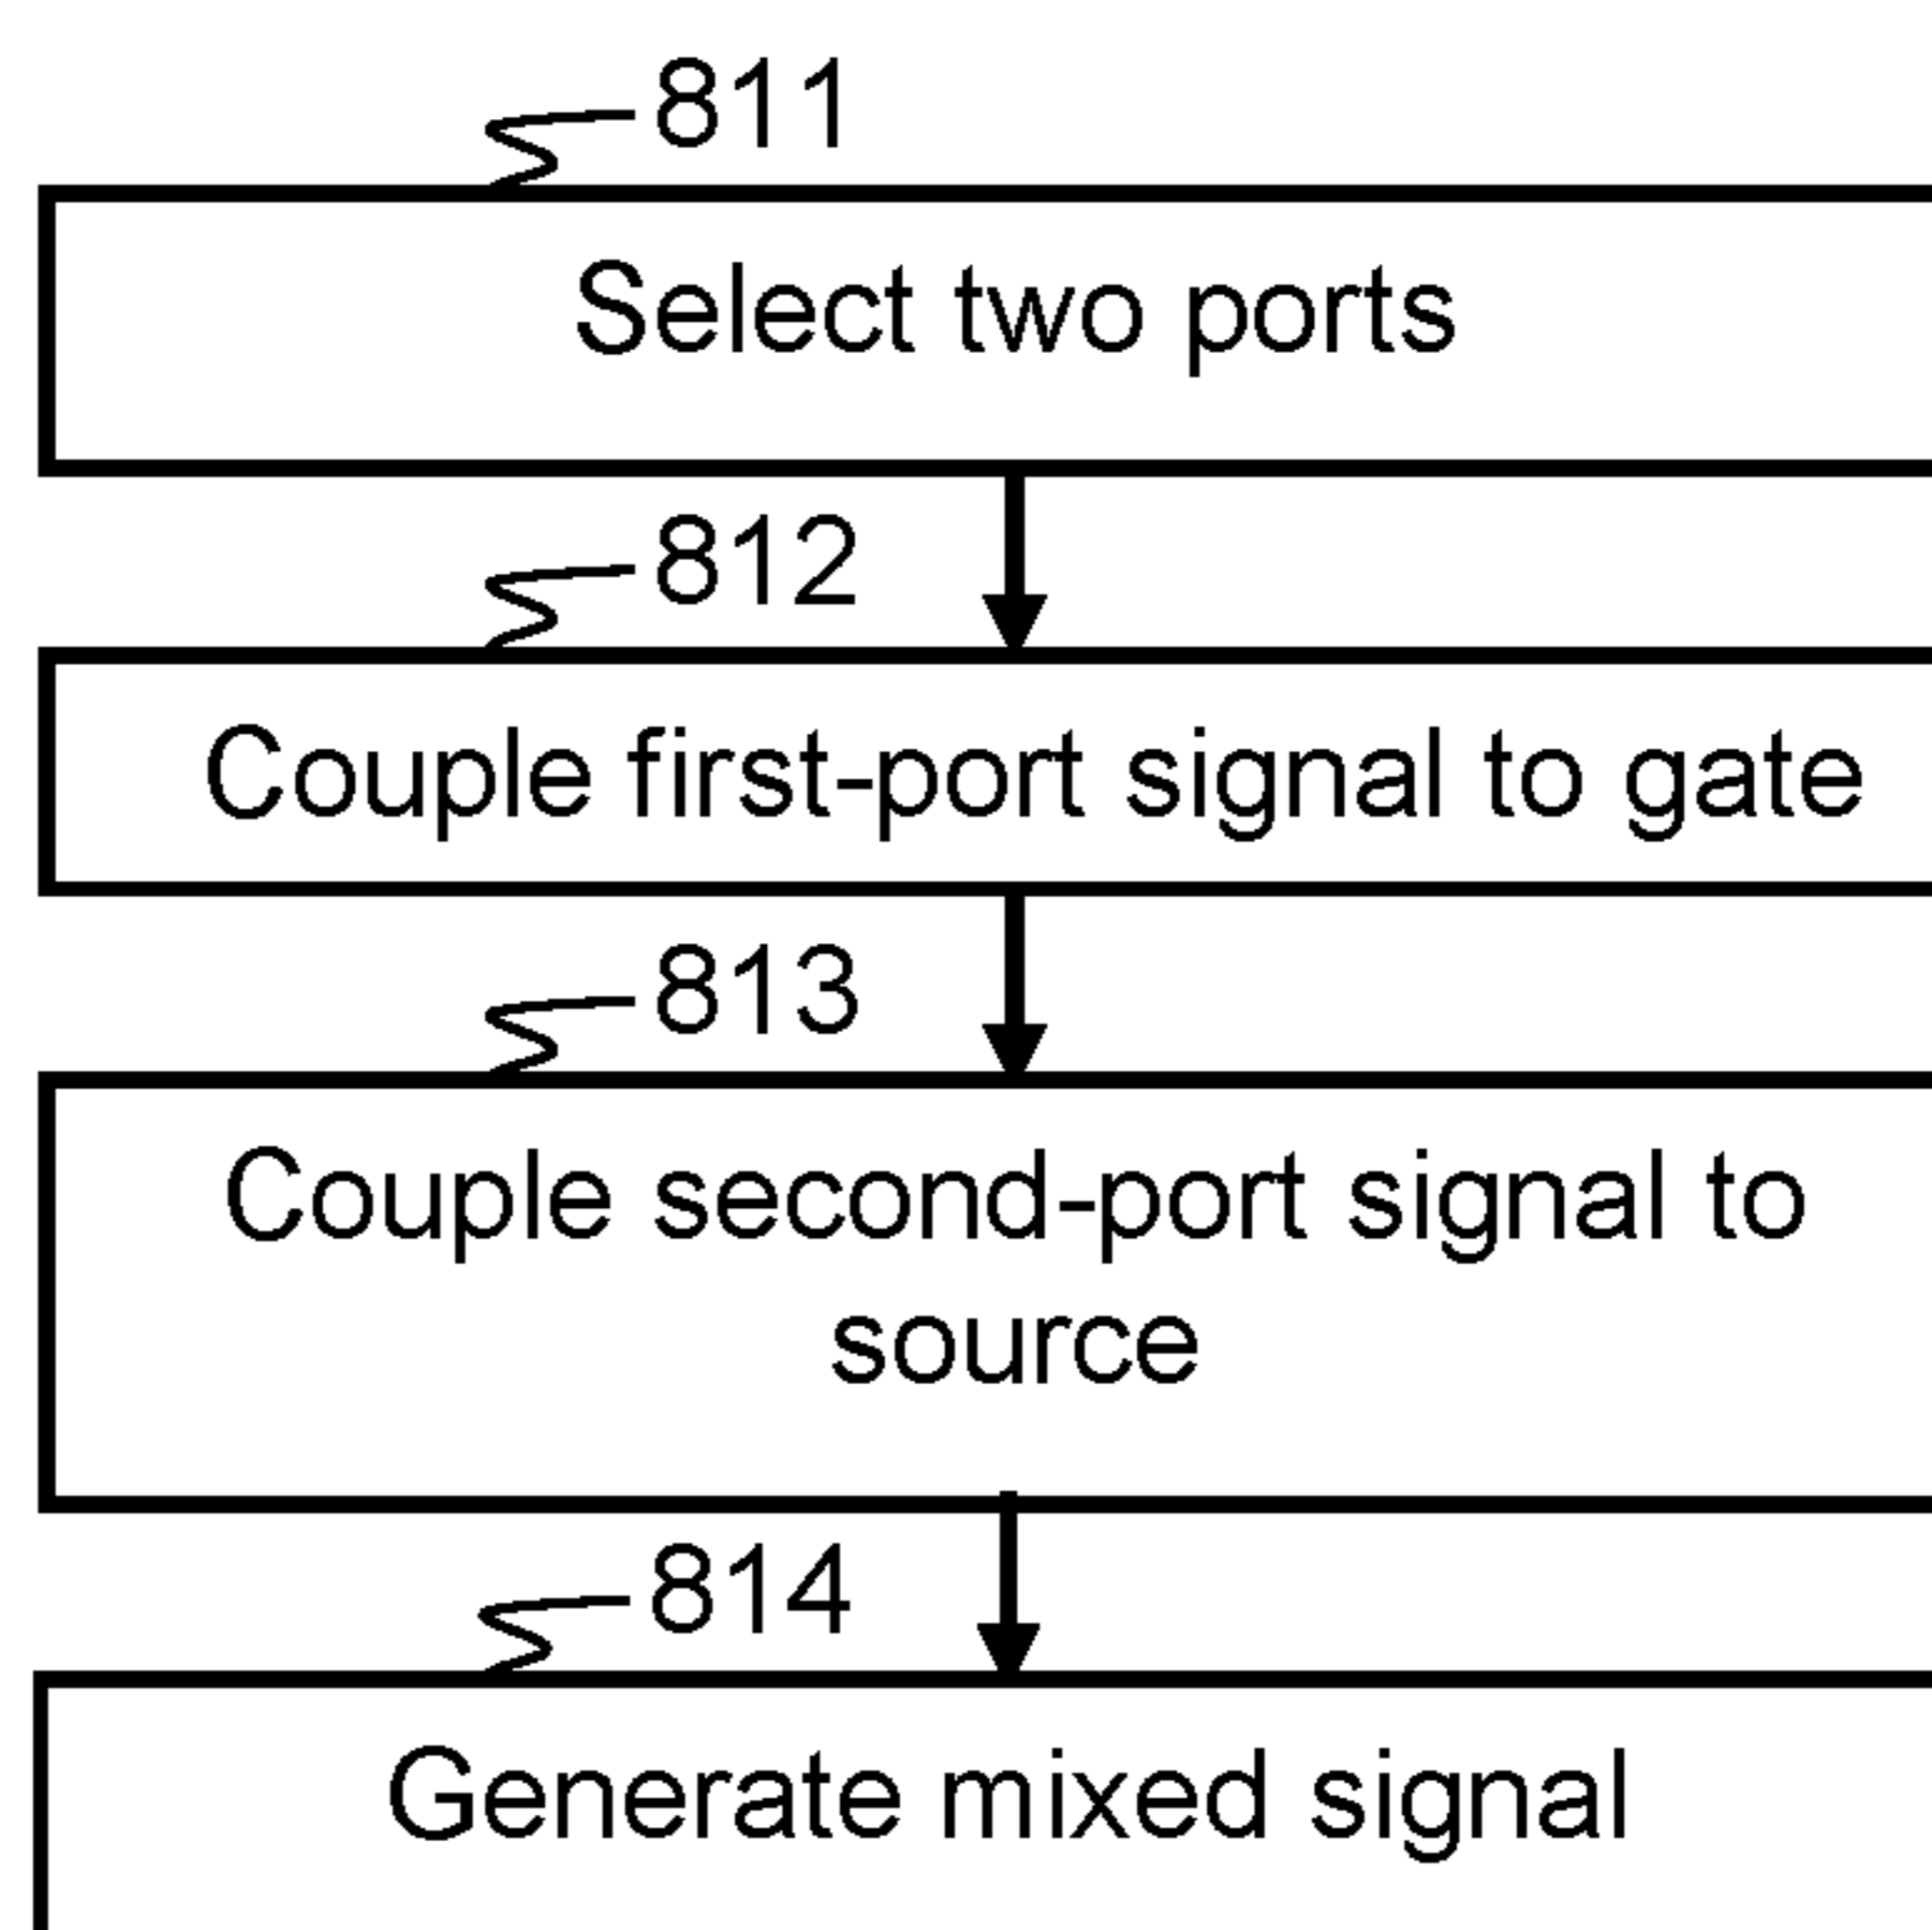 811
Select two ports
812
Couple first-port signal to gate
813
Couple second-port signal to
source
814
Generate mixed signal